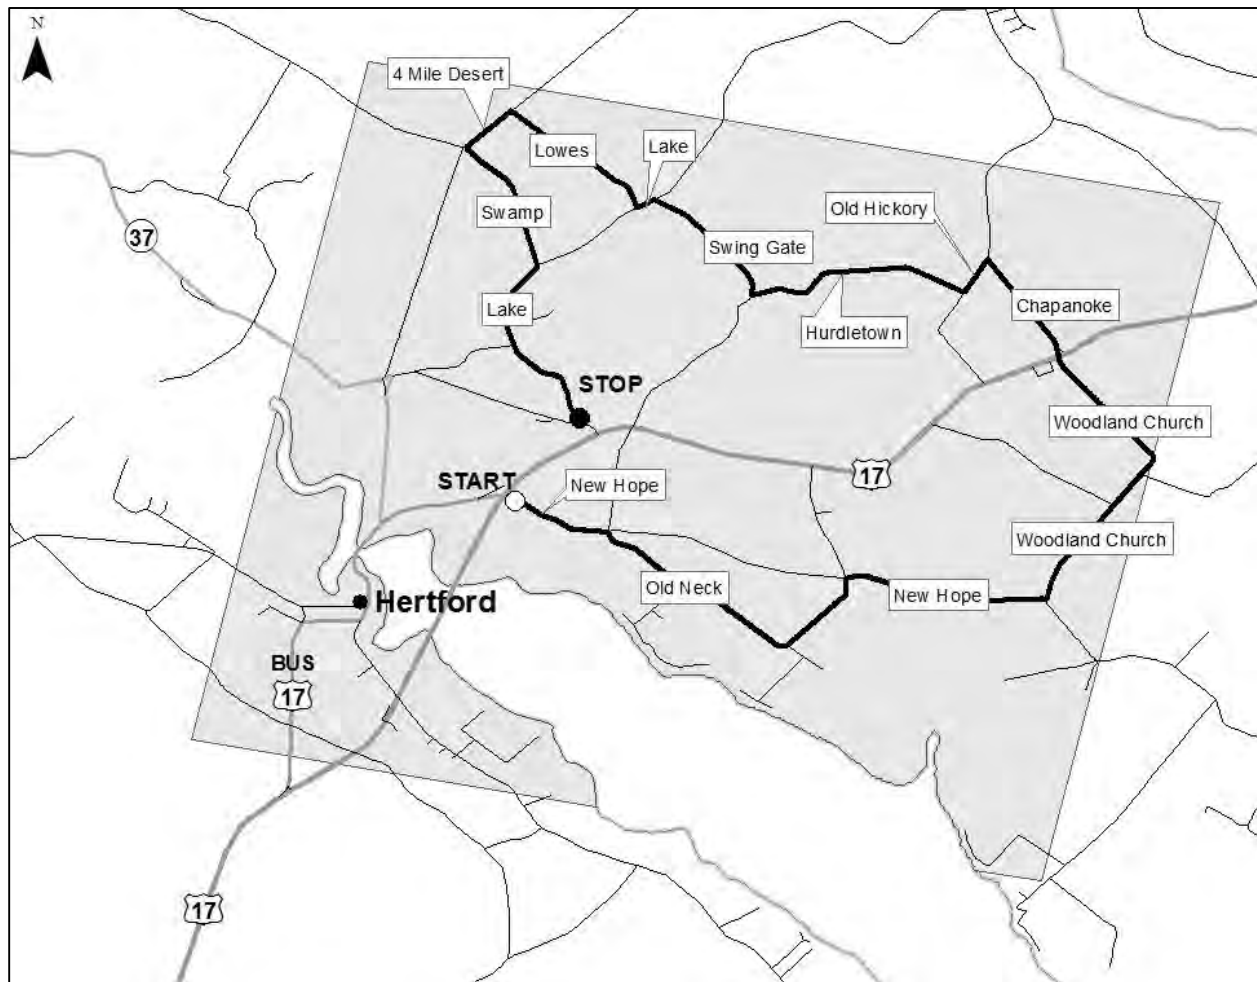 N
4 Mile Desert
Lowes
Lake
Old Hickory
Swamp
37
Swing Gate
Chapanoke
Lake
Hurdletown
STOP
Woodland Church
START
New Hope
17
Woodland Church
Old Neck
New Hope
Hertford
BUS
17
17